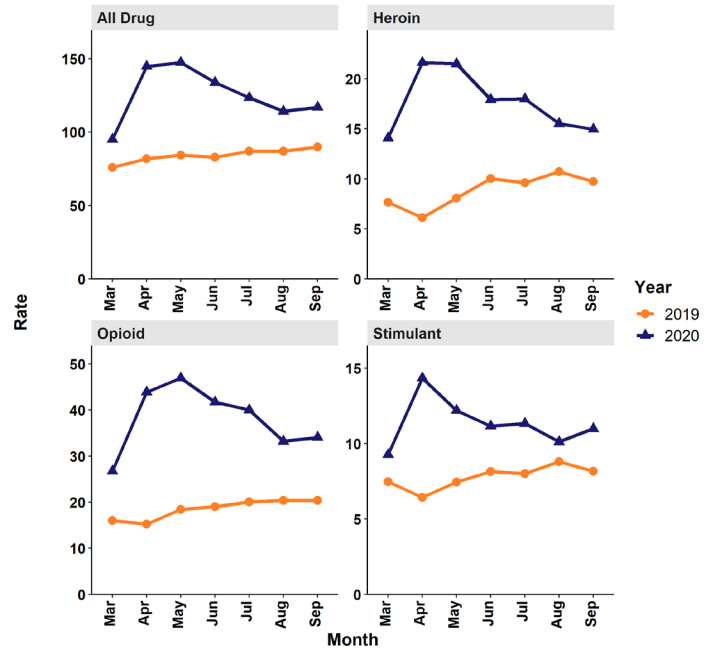 All Drug
150
100
50
0
Mar
Apr
May
Jun
Jul
Aug
Sep
Heroin
20
15
10
5
0
Mar
Apr
May
Jun
Jul
Aug
Sep
Opioid
50
40
30
20
10
0
Mar
Apr
May
Jun
Jul
Aug
Sep
Stimulant
15
10
5
0
Mar
Apr
May
Jun
Jul
Aug
Sep
Rate
Month
Year
2019
2020